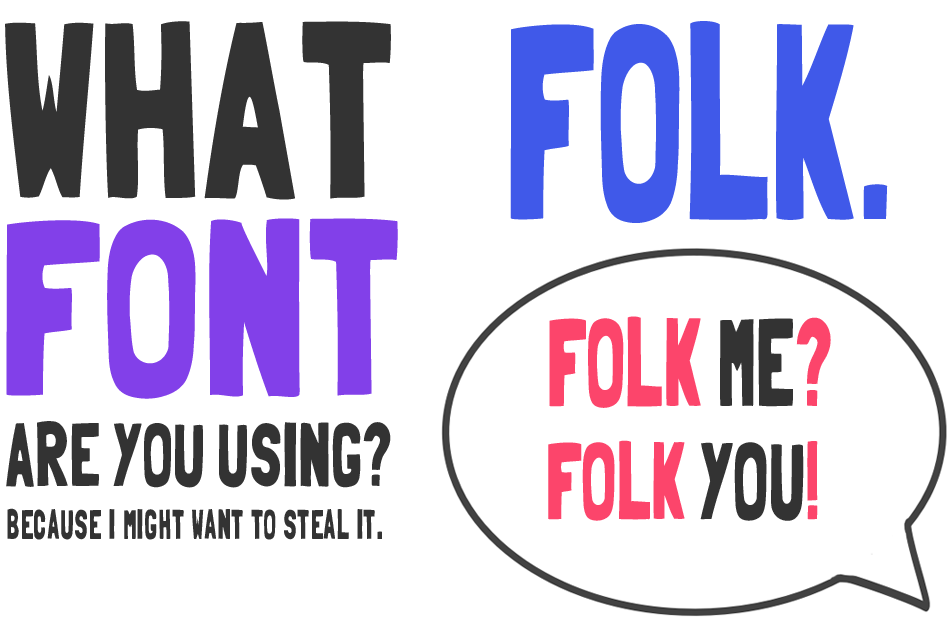 WHAT
FONT
ARE YOU USING?
BECAUSE I MIGHT WANT TO STEAL IT.
FOLK.
FOLK ME?
FOLK YOU!